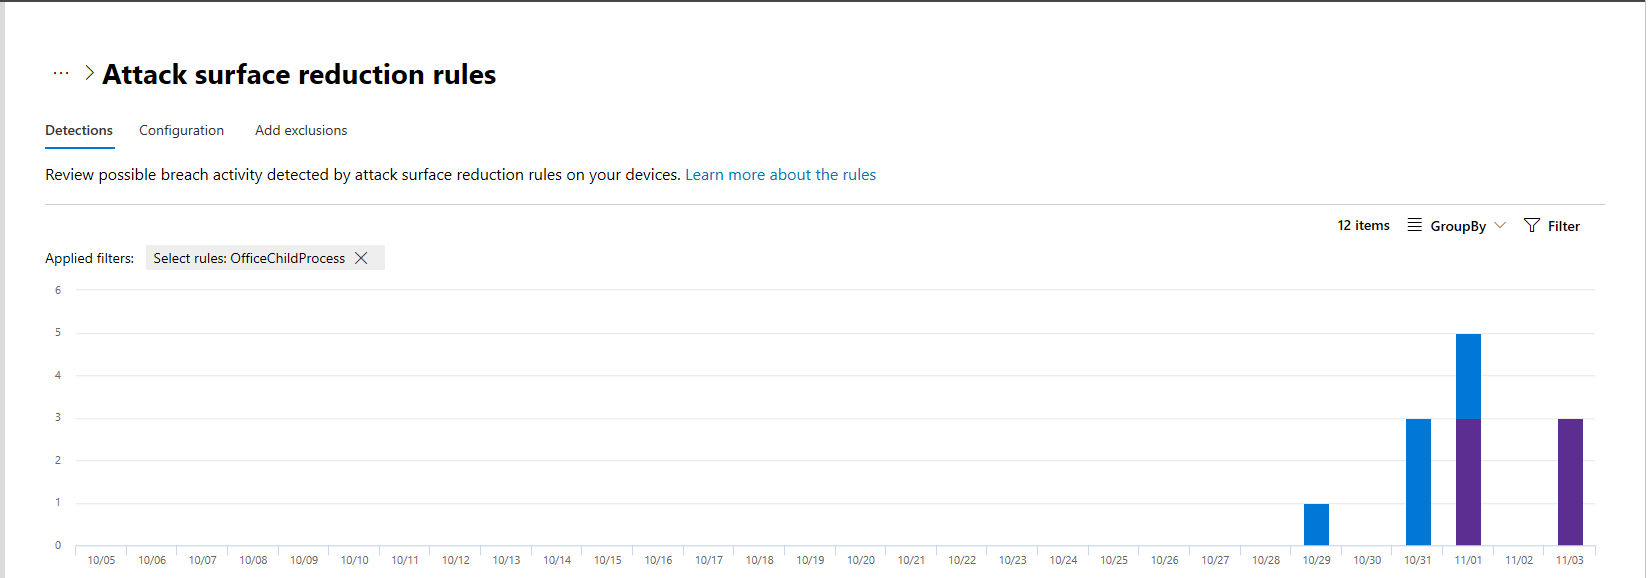 ... > Attack surface reduction rules
Detections Configuration Add exclusions
Review possible breach activity detected by attack surface reduction rules on your devices. Learn more about the rules
12 items GroupBy Filter
Applied filters: Select rules: OfficeChildProcess
6
5
4
3
2
1
0
10/05 10/06 10/07 10/08 10/09 10/10 10/11 10/12 10/13 10/14 10/15 10/16 10/17 10/18 10/19 10/20 10/21 10/22 10/23 10/24 10/25 10/26 10/27 10/28 10/29 10/30 10/31 11/01 11/02 11/03